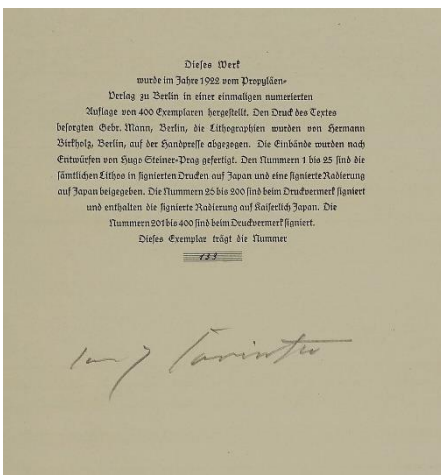 Dieses Werk
wurde im Jahre 1922 vom Propyläen-
Verlag zu Berlin in einer einmaligen numerierten
Auflage von 400 Exemplaren hergestellt. Den Druck des Textes
besorgten Gebr. Mann, Berlin, die Lithographien wurden von Hermann
Birkholz, Berlin, auf der Handpresse abgezogen. Die Einbände wurden nach
Entwürfen von Hugo Steiner-Prag gefertigt. Den Nummern 1 bis 25 sind die
sämtlichen Lithos in signierten Drucken auf Japan und eine signierte Radierung
auf Japan beigegeben. Die Nummern 26 bis 200 sind beim Druckvermerk signiert
und enthalten die signierte Radierung auf Kaiserlich Japan. Die
Nummern 201 bis 400 sind beim Druckvermerk signiert.
Dieses Exemplar trägt die Nummer